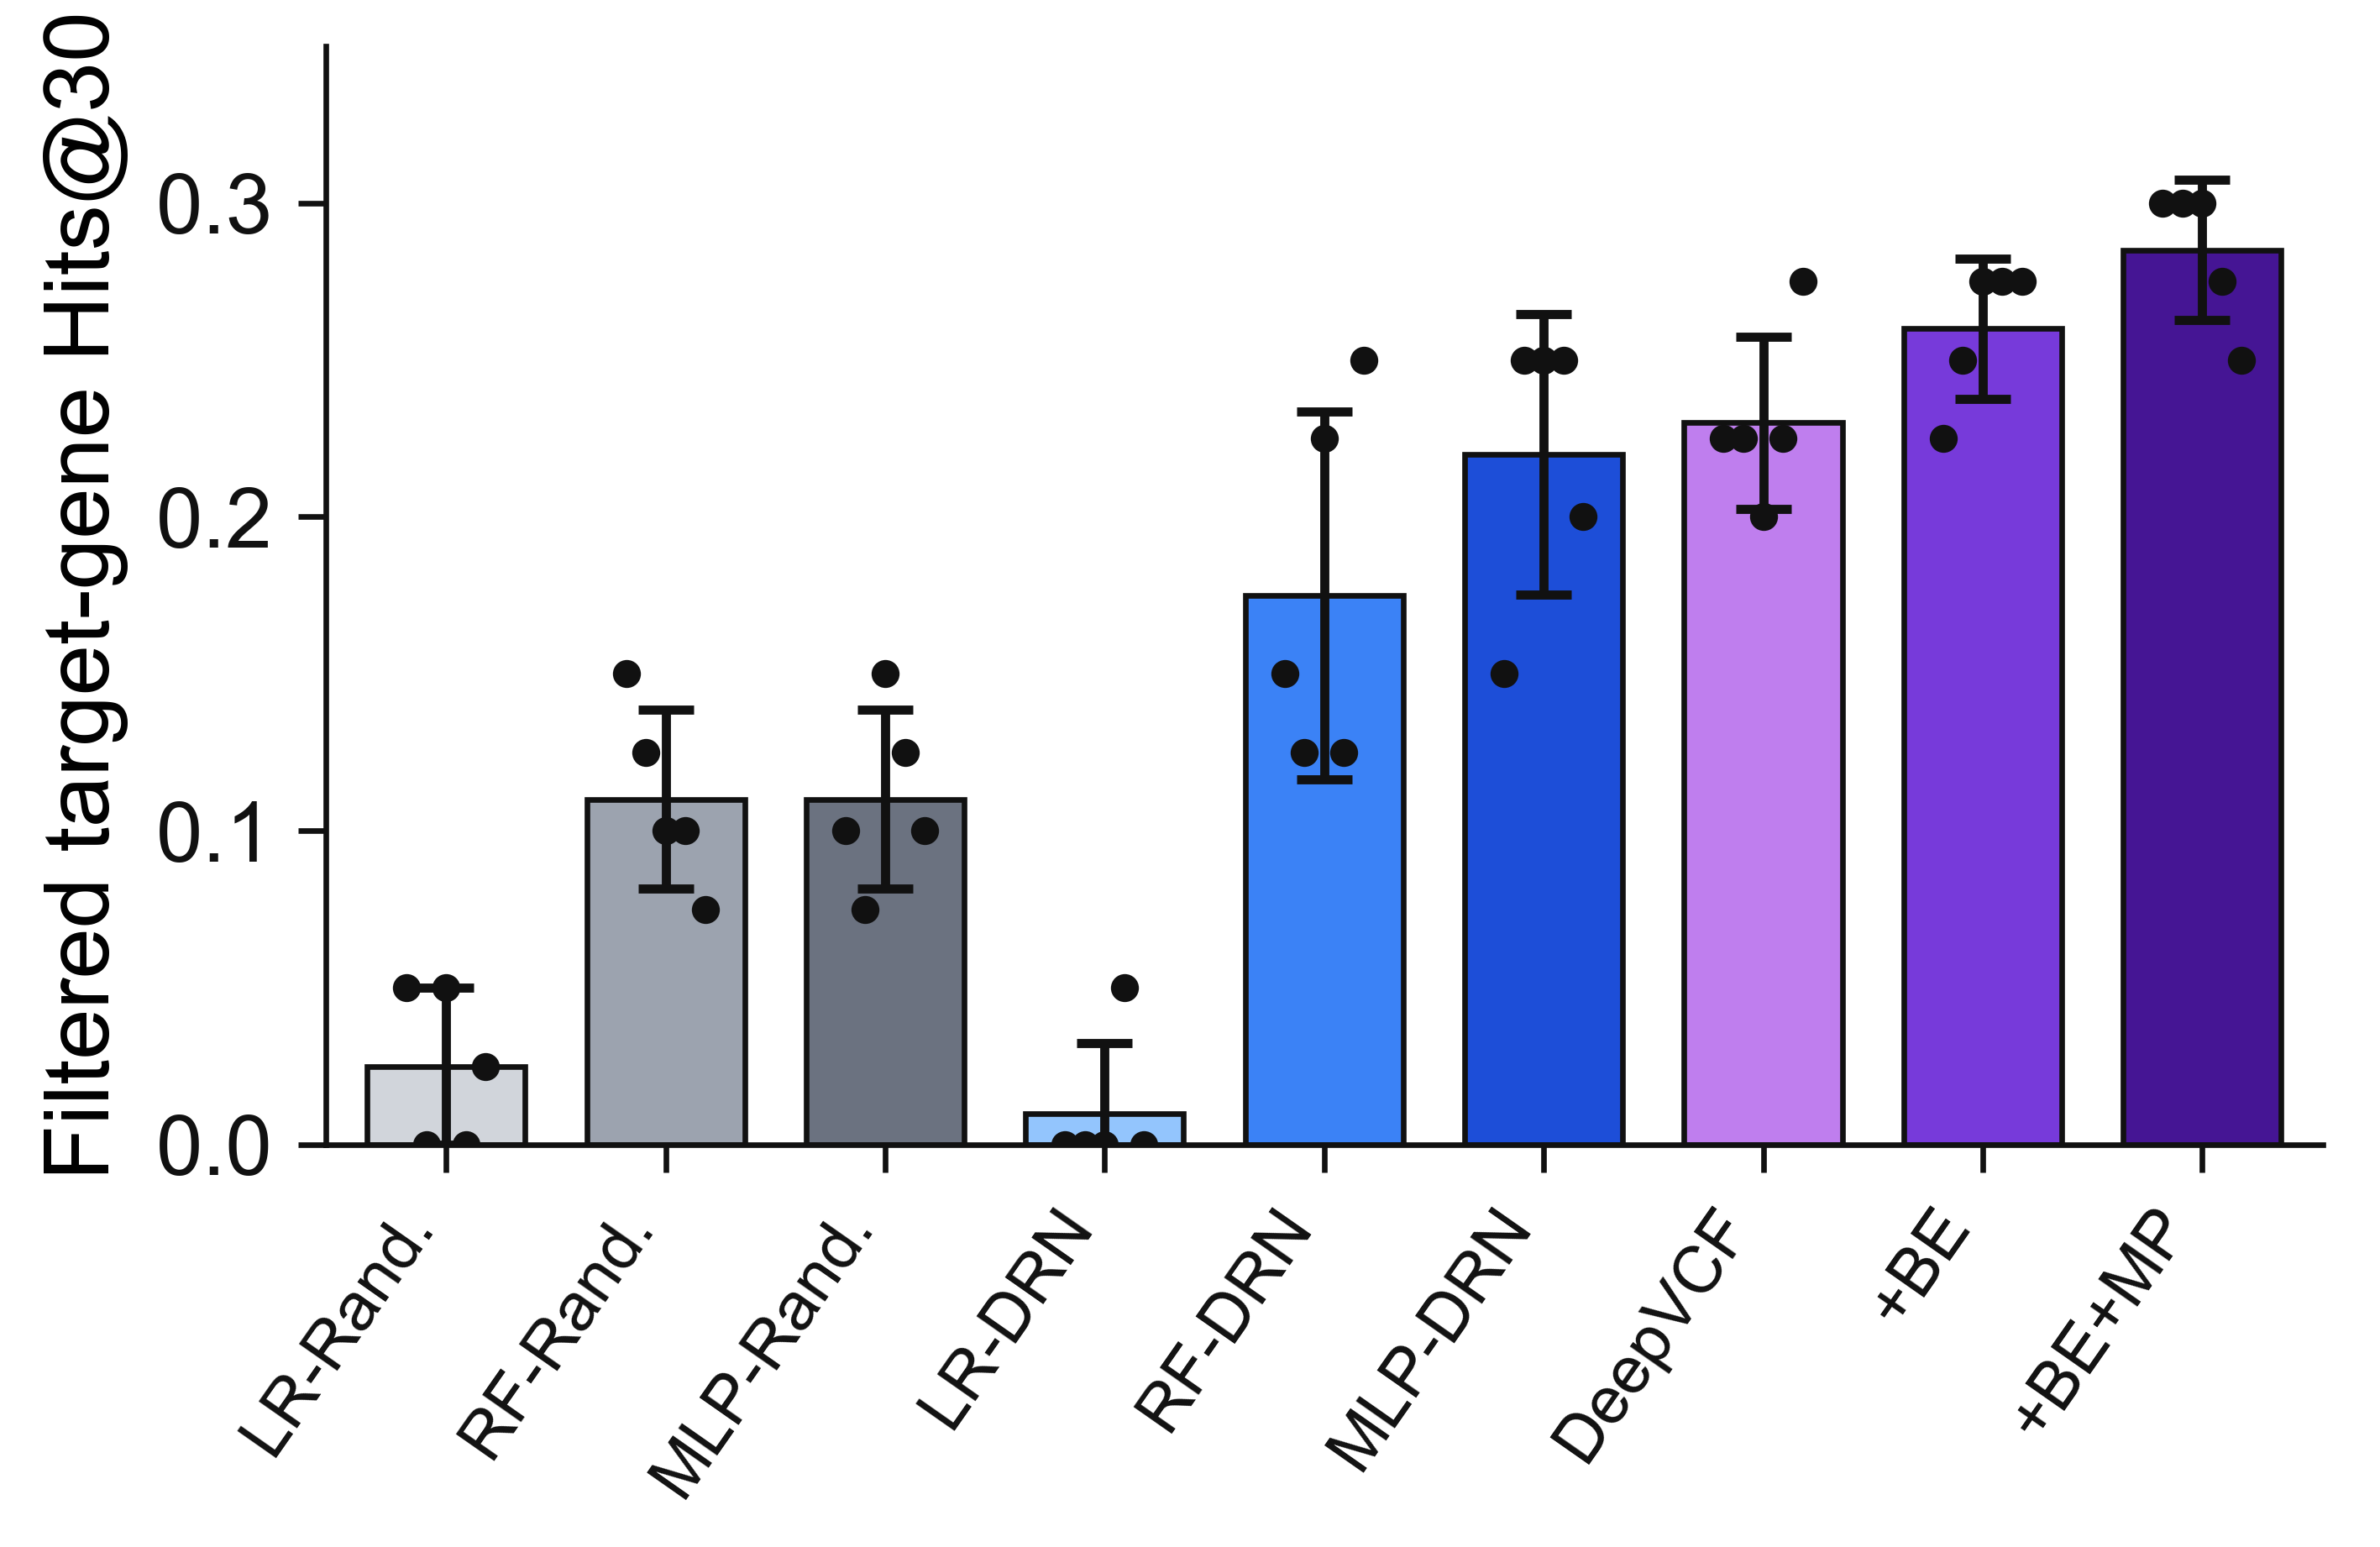 Filtered target-gene Hits@30
0.3
0.2
0.1
0.0
LR-Rand.
RF-Rand.
MLP-Rand.
LR-DRN
RF-DRN
MLP-DRN
DeepVCF
+BE
+BE+MP